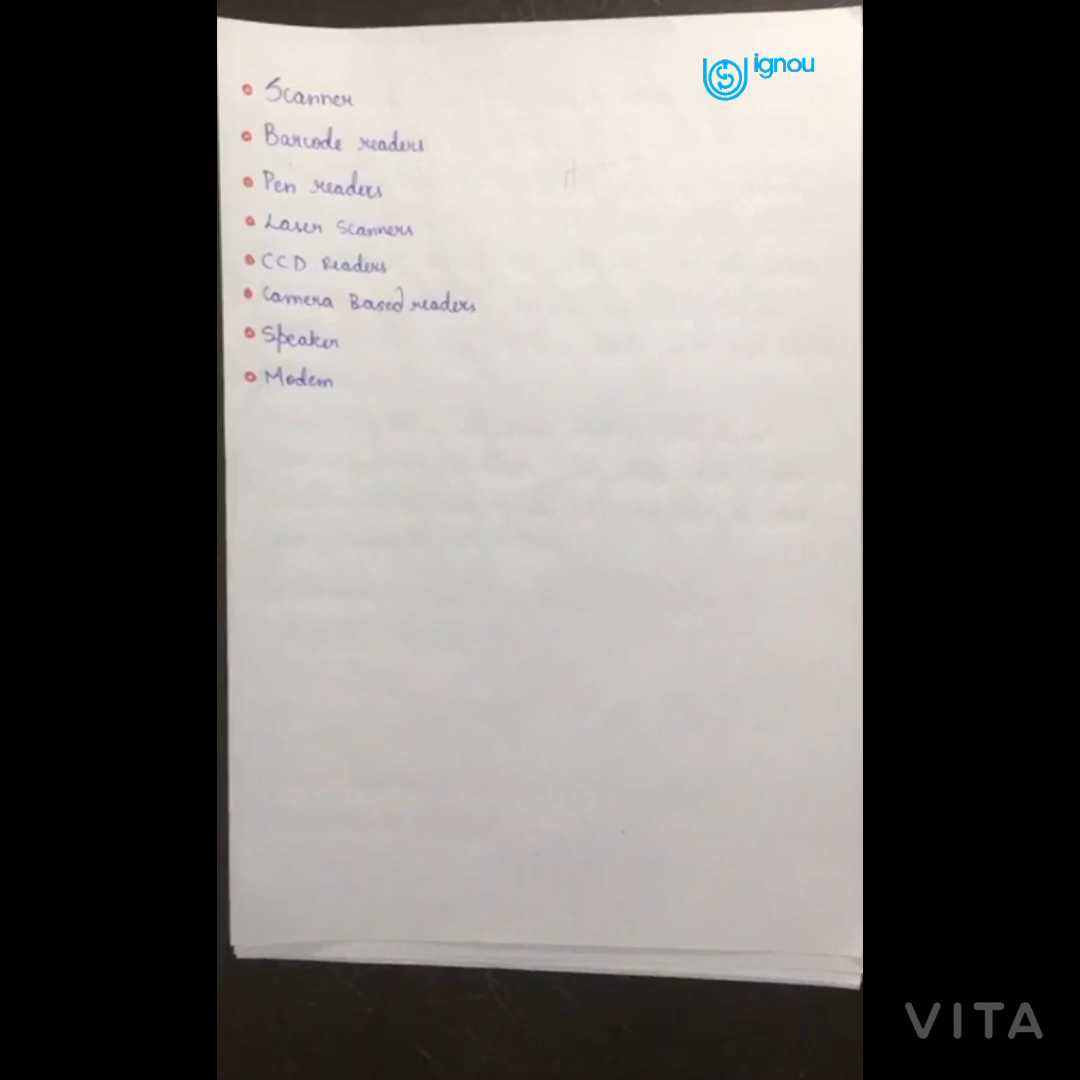 ignou
Scanner
Barcode readers
Pen readers
Laser Scanners
CCD Readers
Camera Based readers
Speaker
Modem
VITA